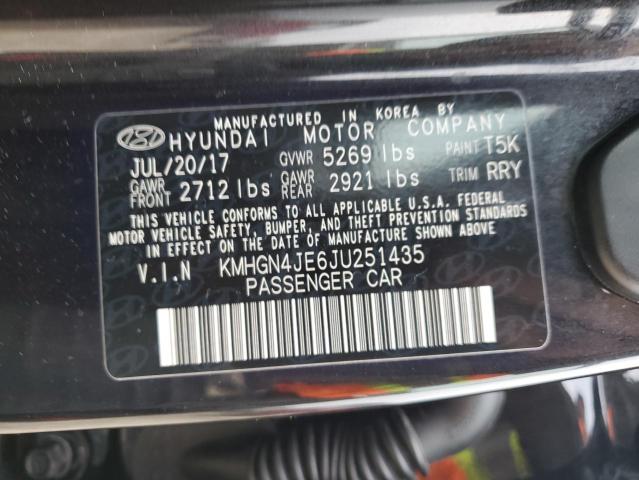 MANUFACTURED IN KOREA BY
HYUNDAI MOTOR COMPANY
JUL/20/17 GVWR 5269 lbs PAINT T5K
GAWR FRONT 2712 lbs GAWR REAR 2921 lbs TRIM RRY
THIS VEHICLE CONFORMS TO ALL APPLICABLE U.S.A. FEDERAL
MOTOR VEHICLE SAFETY, BUMPER, AND THEFT PREVENTION STANDARDS
IN EFFECT ON THE DATE OF MANUFACTURE SHOWN ABOVE.
V.I.N KMHGN4JE6JU251435
PASSENGER CAR